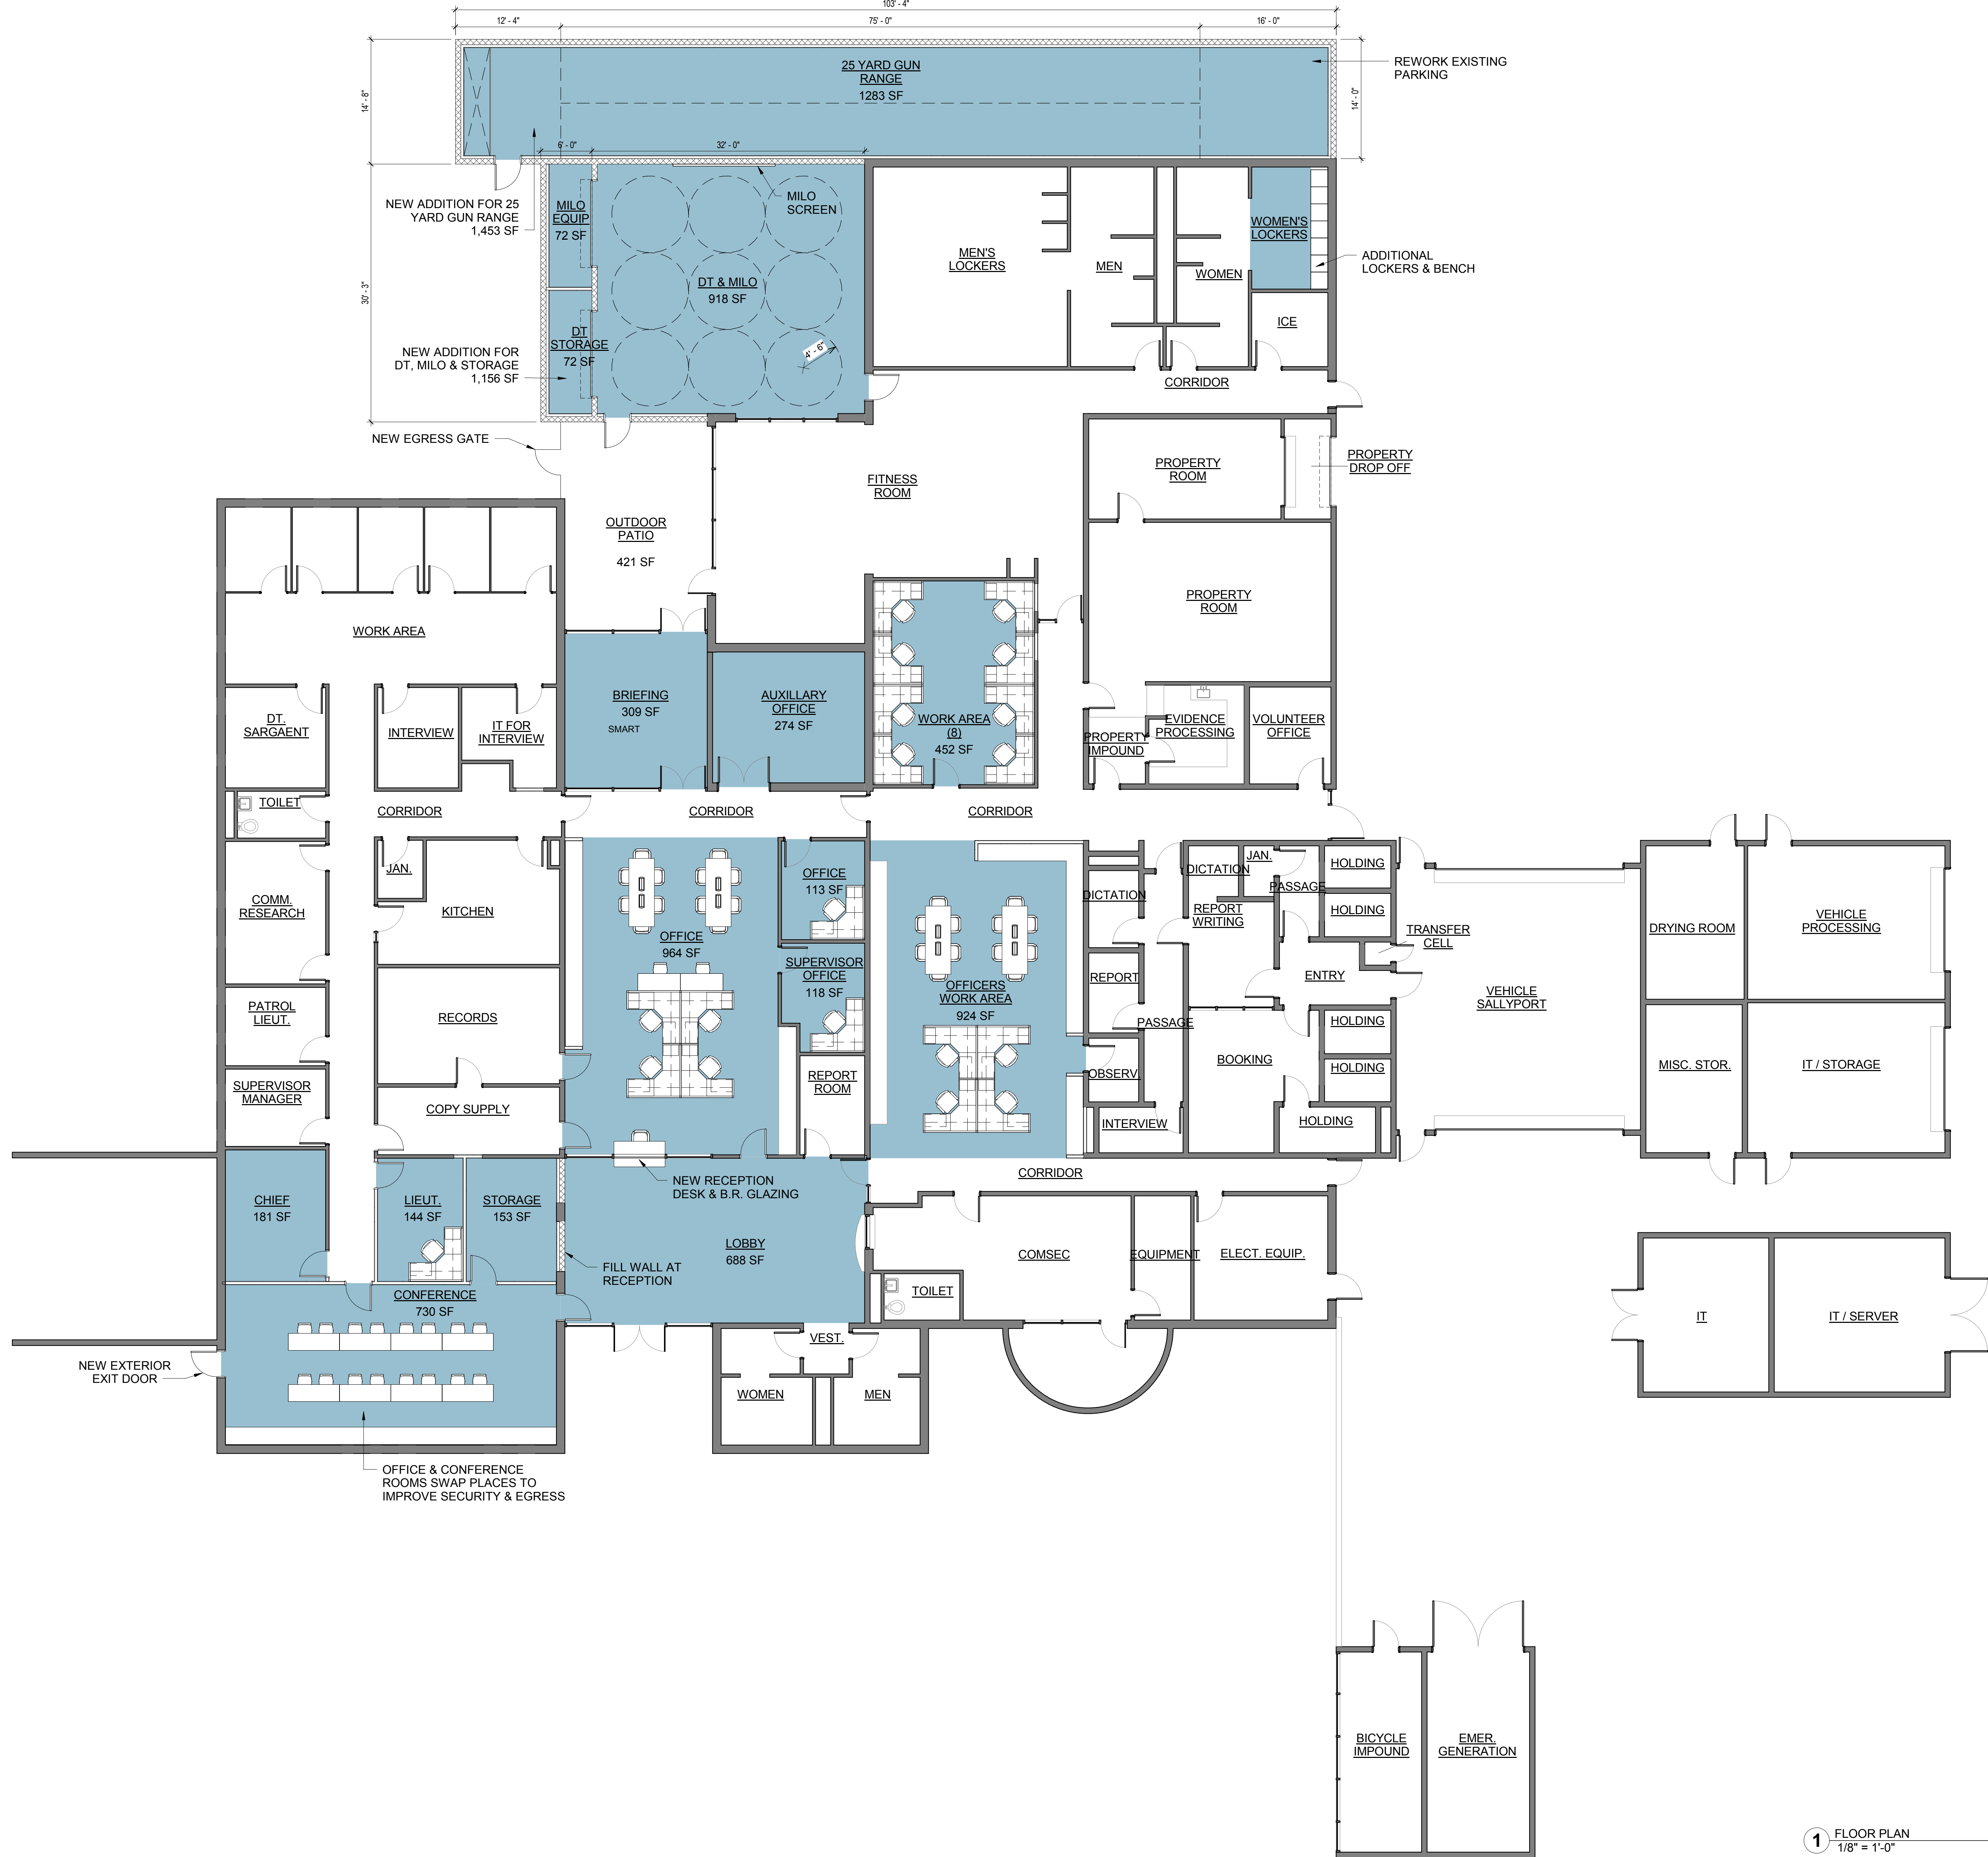 103' - 4"
12' - 4"
75' - 0"
16' - 0"
25 YARD GUN
RANGE
1283 SF
REWORK EXISTING
PARKING
14' - 8"
14' - 0"
6' - 0"
32' - 0"
NEW ADDITION FOR 25
YARD GUN RANGE
1,453 SF
MILO
EQUIP
72 SF
MILO
SCREEN
WOMEN'S
LOCKERS
MEN'S
LOCKERS
MEN
WOMEN
ADDITIONAL
LOCKERS & BENCH
30' - 3"
DT & MILO
918 SF
ICE
DT
STORAGE
72 SF
4' - 6"
NEW ADDITION FOR
DT, MILO & STORAGE
1,156 SF
CORRIDOR
NEW EGRESS GATE
PROPERTY
ROOM
PROPERTY
DROP OFF
FITNESS
ROOM
OUTDOOR
PATIO
421 SF
PROPERTY
ROOM
WORK AREA
DT.
SARGAENT
INTERVIEW
IT FOR
INTERVIEW
BRIEFING
309 SF
SMART
AUXILLARY
OFFICE
274 SF
WORK AREA
(8)
452 SF
PROPERTY
IMPOUND
EVIDENCE
PROCESSING
VOLUNTEER
OFFICE
TOILET
CORRIDOR
CORRIDOR
CORRIDOR
JAN.
KITCHEN
COMM.
RESEARCH
OFFICE
964 SF
OFFICE
113 SF
SUPERVISOR
OFFICE
118 SF
OFFICERS
WORK AREA
924 SF
DICTATION
DICTATION
JAN.
PASSAGE
HOLDING
HOLDING
REPORT
WRITING
REPORT
ENTRY
TRANSFER
CELL
DRYING ROOM
VEHICLE
PROCESSING
VEHICLE
SALLYPORT
PATROL
LIEUT.
RECORDS
PASSAGE
BOOKING
HOLDING
HOLDING
HOLDING
MISC. STOR.
IT / STORAGE
SUPERVISOR
MANAGER
COPY SUPPLY
REPORT
ROOM
OBSERV.
INTERVIEW
CHIEF
181 SF
LIEUT.
144 SF
STORAGE
153 SF
NEW RECEPTION
DESK & B.R. GLAZING
CORRIDOR
LOBBY
688 SF
FILL WALL AT
RECEPTION
COMSEC
EQUIPMENT
ELECT. EQUIP.
TOILET
CONFERENCE
730 SF
IT
IT / SERVER
VEST.
NEW EXTERIOR
EXIT DOOR
WOMEN
MEN
OFFICE & CONFERENCE
ROOMS SWAP PLACES TO
IMPROVE SECURITY & EGRESS
BICYCLE
IMPOUND
EMER.
GENERATION
1
FLOOR PLAN
1/8" = 1'-0"